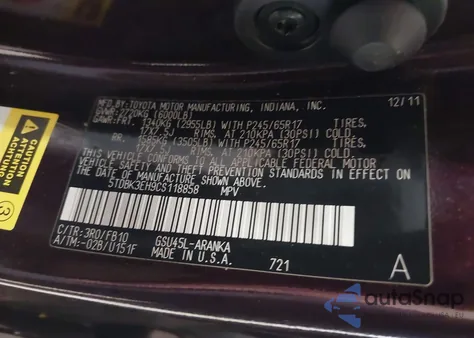 MFD.BY:TOYOTA MOTOR MANUFACTURING, INDIANA, INC. 12/11
GVWR: 2720KG (6000LB)
GAWR: FRT. 1340KG (2955LB) WITH P245/65R17 TIRES,
17X7.5J RIMS, AT 210KPA (30PSI) COLD.
RR. (3505LB) WITH P245/65R17 TIRES,
17X7.5J RIMS, AT 210KPA (30PSI) COLD.
THIS VEHICLE CONFORMS TO ALL APPLICABLE FEDERAL MOTOR
VEHICLE SAFETY AND THEFT PREVENTION STANDARDS IN EFFECT
ON THE DATE OF MANUFACTURE SHOWN ABOVE.
5TDBK3EH9CS118858 MPV
C/TR: 3R0/FB10 GSU45L-ARANKA
A/TM: -02B/U151F MADE IN U.S.A. 721 A
CAUTION
ATTENTION
ACHTUNG
autoSnap